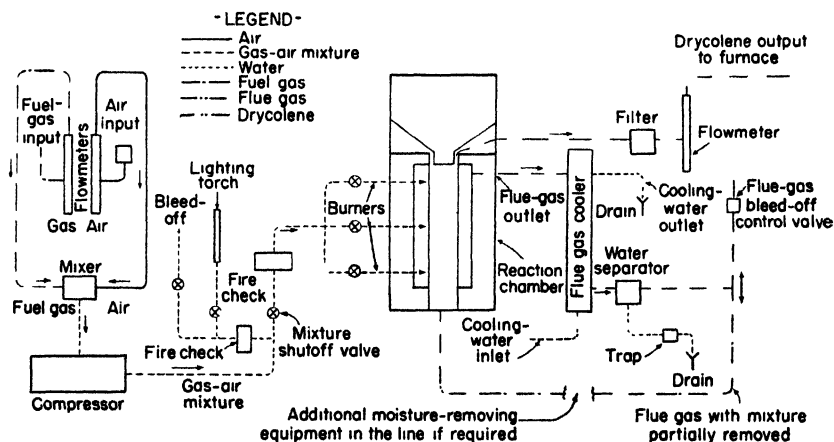 -LEGEND-
Air
Gas-air mixture
Water
Fuel gas
Flue gas
Drycolene
Drycolene output
to furnace
Fuel-
gas
input
Air
input
Flowmeters
Gas
Air
Lighting
torch
Bleed-
off
Burners
Filter
Flowmeter
Flue-gas
outlet
Flue gas cooler
Drain
Cooling-
water
outlet
Flue-gas
bleed-off
control valve
Mixer
Fuel gas
Air
Fire
check
Reaction
chamber
Water
separator
Fire check
Mixture
shutoff valve
Cooling-
water
inlet
Trap
Drain
Compressor
Gas-air
mixture
Additional moisture-removing
equipment in the line if required
Flue gas with mixture
partially removed